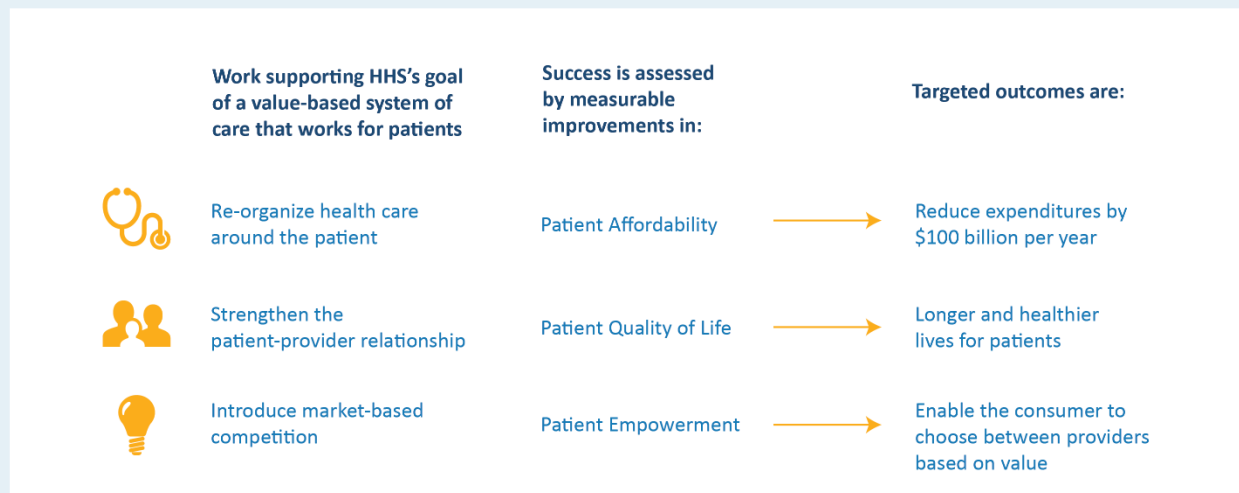 Work supporting HHS's goal
of a value-based system of
care that works for patients
Success is assessed
by measurable
improvements in:
Targeted outcomes are:
Re-organize health care
around the patient
Patient Affordability
Reduce expenditures by
$100 billion per year
Strengthen the
patient-provider relationship
Patient Quality of Life
Longer and healthier
lives for patients
Introduce market-based
competition
Patient Empowerment
Enable the consumer to
choose between providers
based on value